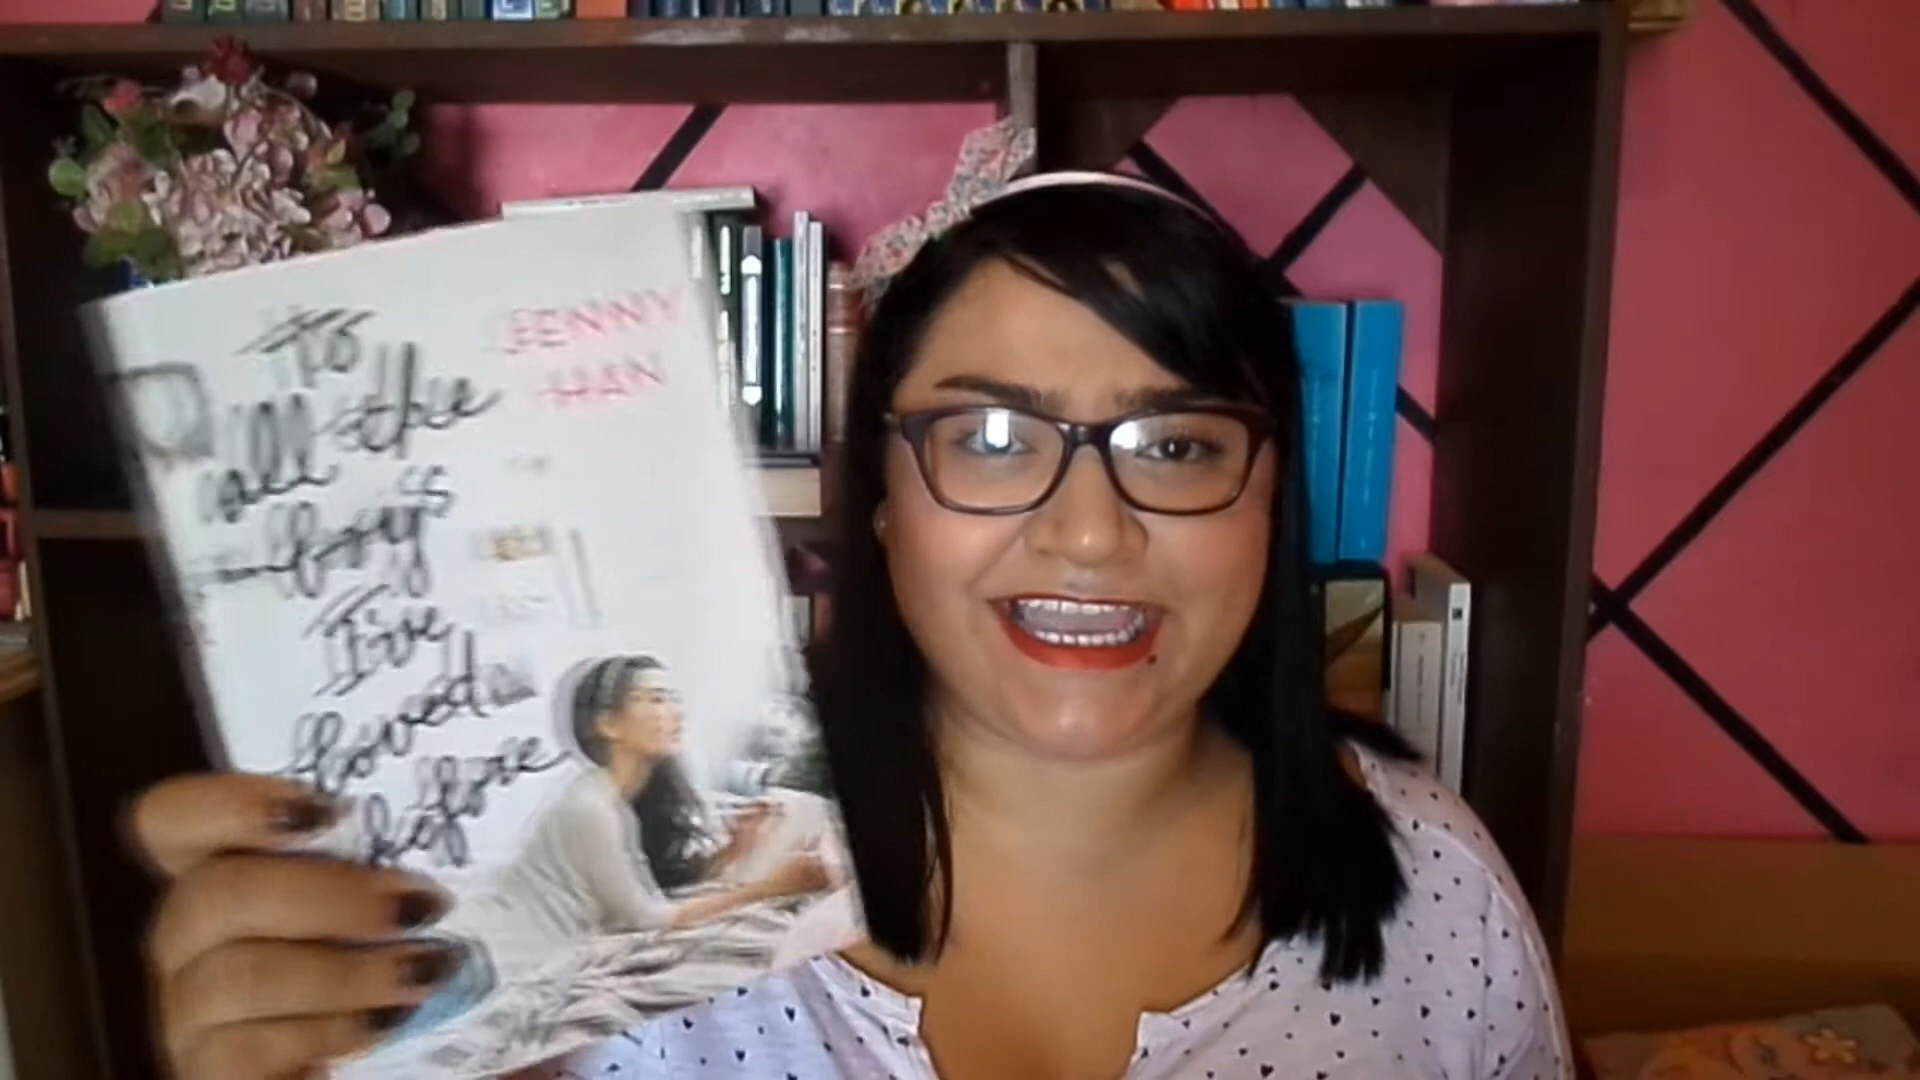 To
all the
boys
I've
loved
before
JENNY
HAN